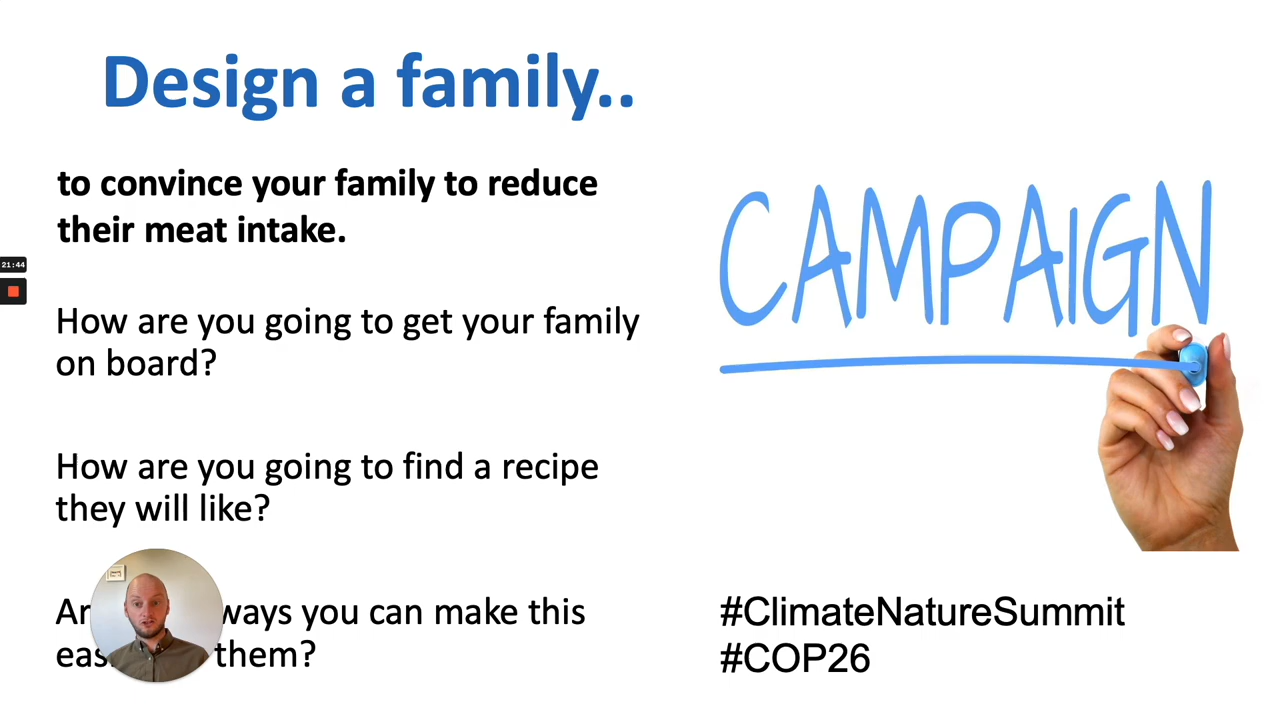 Design a family..
to convince your family to reduce
their meat intake.
CAMPAIGN
21:44
How are you going to get your family
on board?
How are you going to find a recipe
they will like?
ways you can make this
them?
#ClimateNatureSummit
#COP26